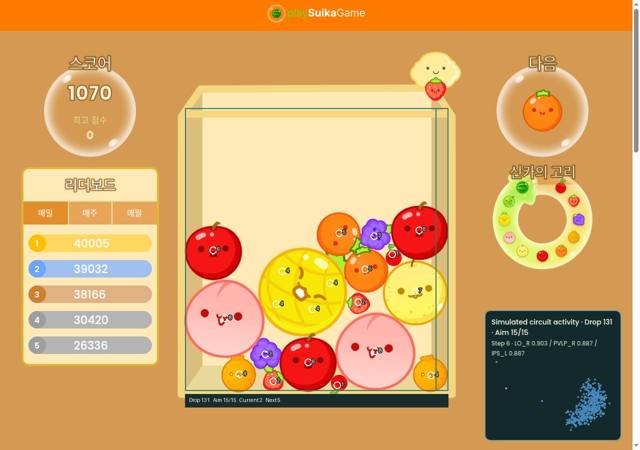 playSuikaGame
스코어
1070
최고 점수
0
리더보드
매일
매주
매월
1 40005
2 39032
3 38166
4 30420
5 26336
다음
산카의 고리
Simulated circuit activity · Drop 131
· Aim 15/15
Step 6 · LO_R 0.903 / PVLP_R 0.887 /
IPS_L 0.887
Drop 131 Aim 15/15 Current 2 Next 5